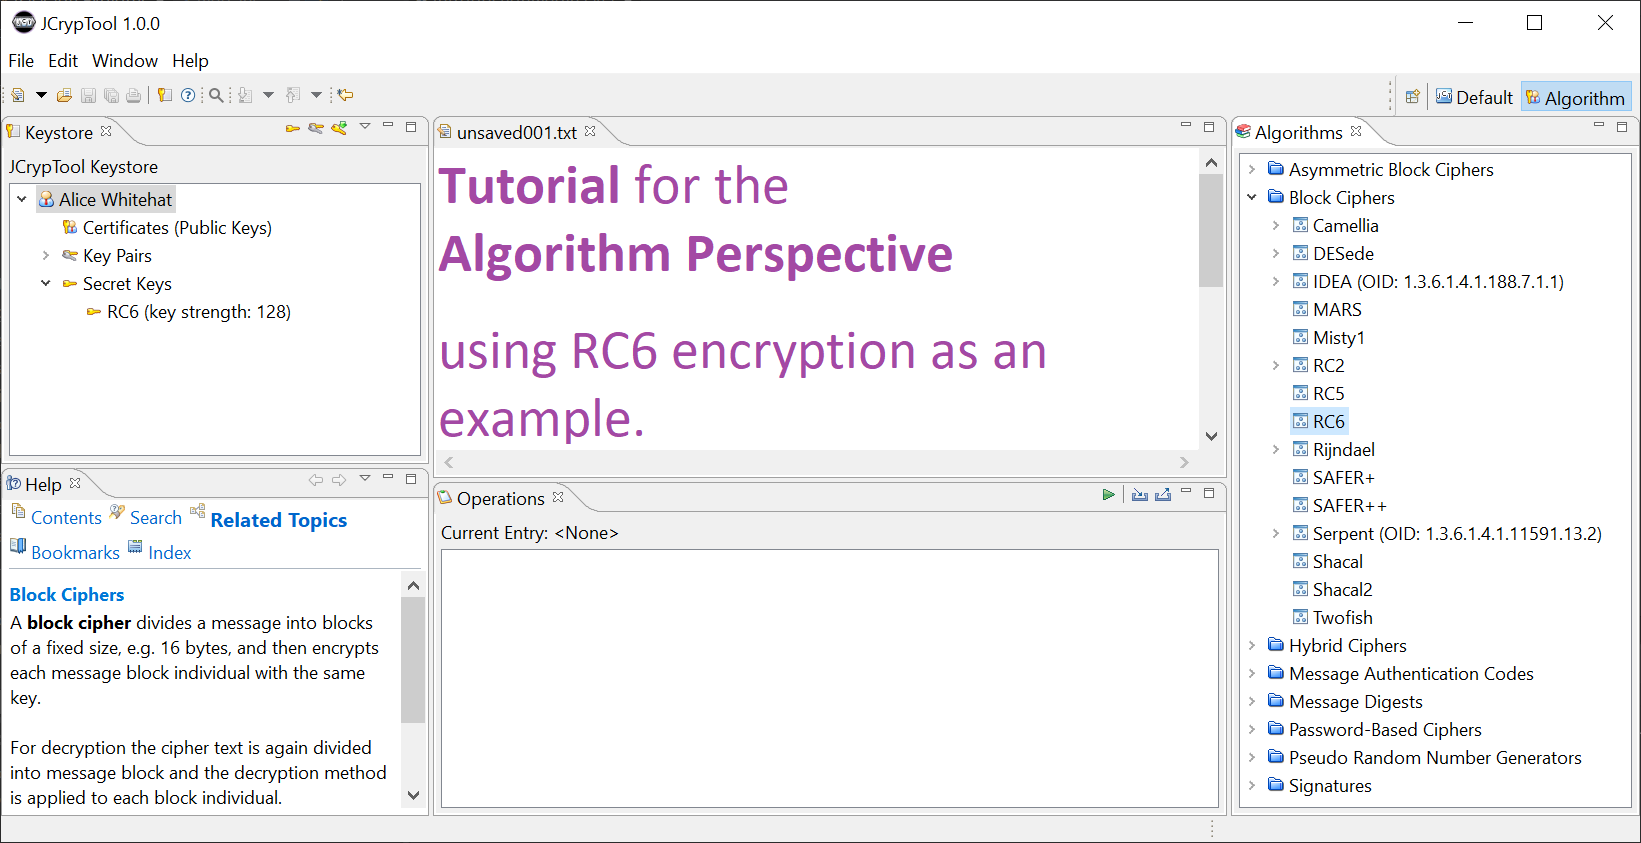 JCrypTool 1.0.0
File Edit Window Help
Default Algorithm
Keystore
JCrypTool Keystore
Alice Whitehat
Certificates (Public Keys)
Key Pairs
Secret Keys
RC6 (key strength: 128)
Help
Contents Search Related Topics
Bookmarks Index
Block Ciphers
A block cipher divides a message into blocks
of a fixed size, e.g. 16 bytes, and then encrypts
each message block individual with the same
key.
For decryption the cipher text is again divided
into message block and the decryption method
is applied to each block individual.
unsaved001.txt
Tutorial for the
Algorithm Perspective
using RC6 encryption as an
example.
Operations
Current Entry: <None>
Algorithms
Asymmetric Block Ciphers
Block Ciphers
Camellia
DESede
IDEA (OID: 1.3.6.1.4.1.188.7.1.1)
MARS
Misty1
RC2
RC5
RC6
Rijndael
SAFER+
SAFER++
Serpent (OID: 1.3.6.1.4.1.11591.13.2)
Shacal
Shacal2
Twofish
Hybrid Ciphers
Message Authentication Codes
Message Digests
Password-Based Ciphers
Pseudo Random Number Generators
Signatures